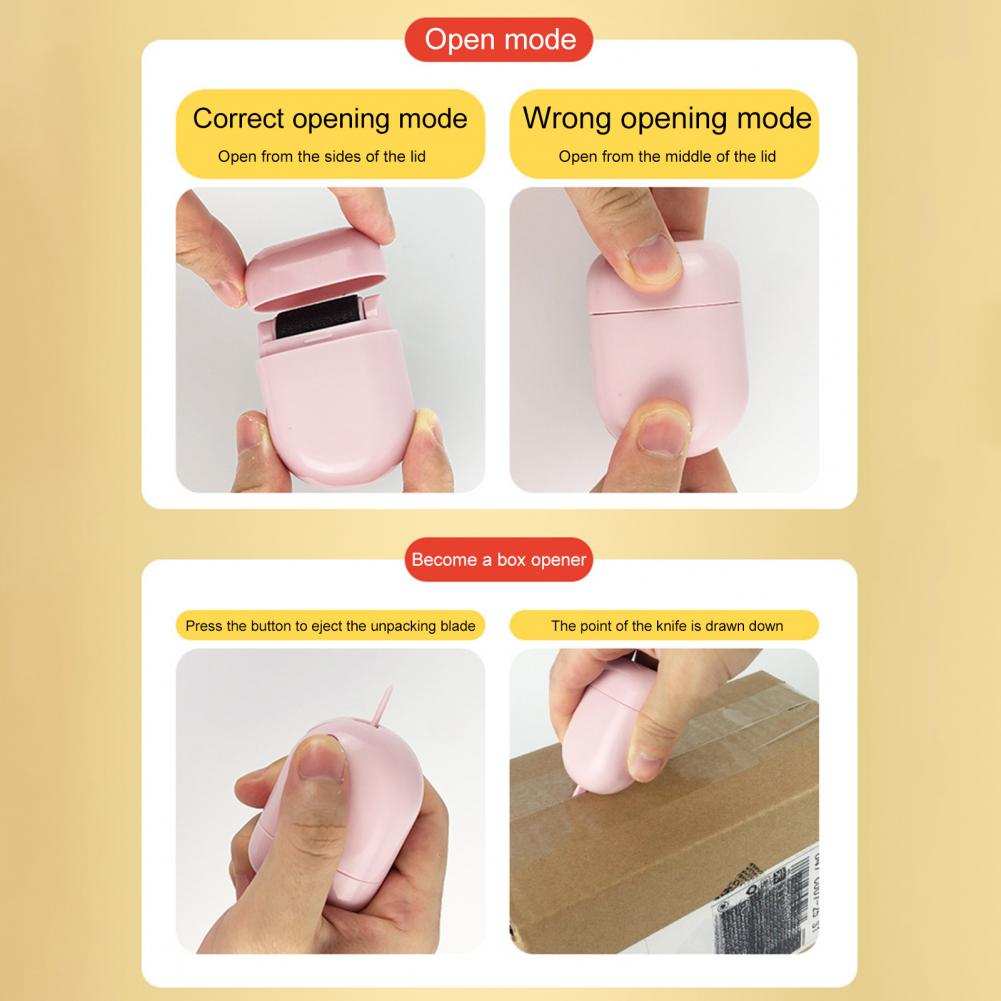 Open mode
Correct opening mode
Open from the sides of the lid
Wrong opening mode
Open from the middle of the lid
Become a box opener
Press the button to eject the unpacking blade
The point of the knife is drawn down